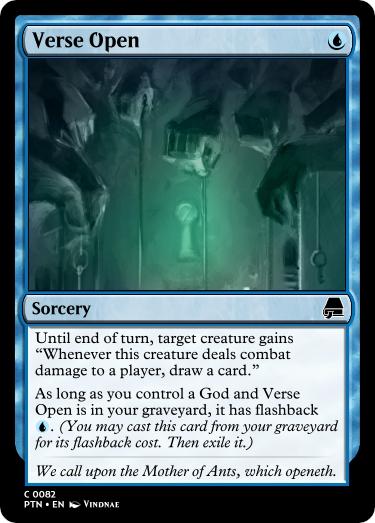 Verse Open
Sorcery
Until end of turn, target creature gains
“Whenever this creature deals combat
damage to a player, draw a card.”
As long as you control a God and Verse
Open is in your graveyard, it has flashback
. (You may cast this card from your graveyard
for its flashback cost. Then exile it.)
We call upon the Mother of Ants, which openeth.
C 0082
PTN • EN Vindnae